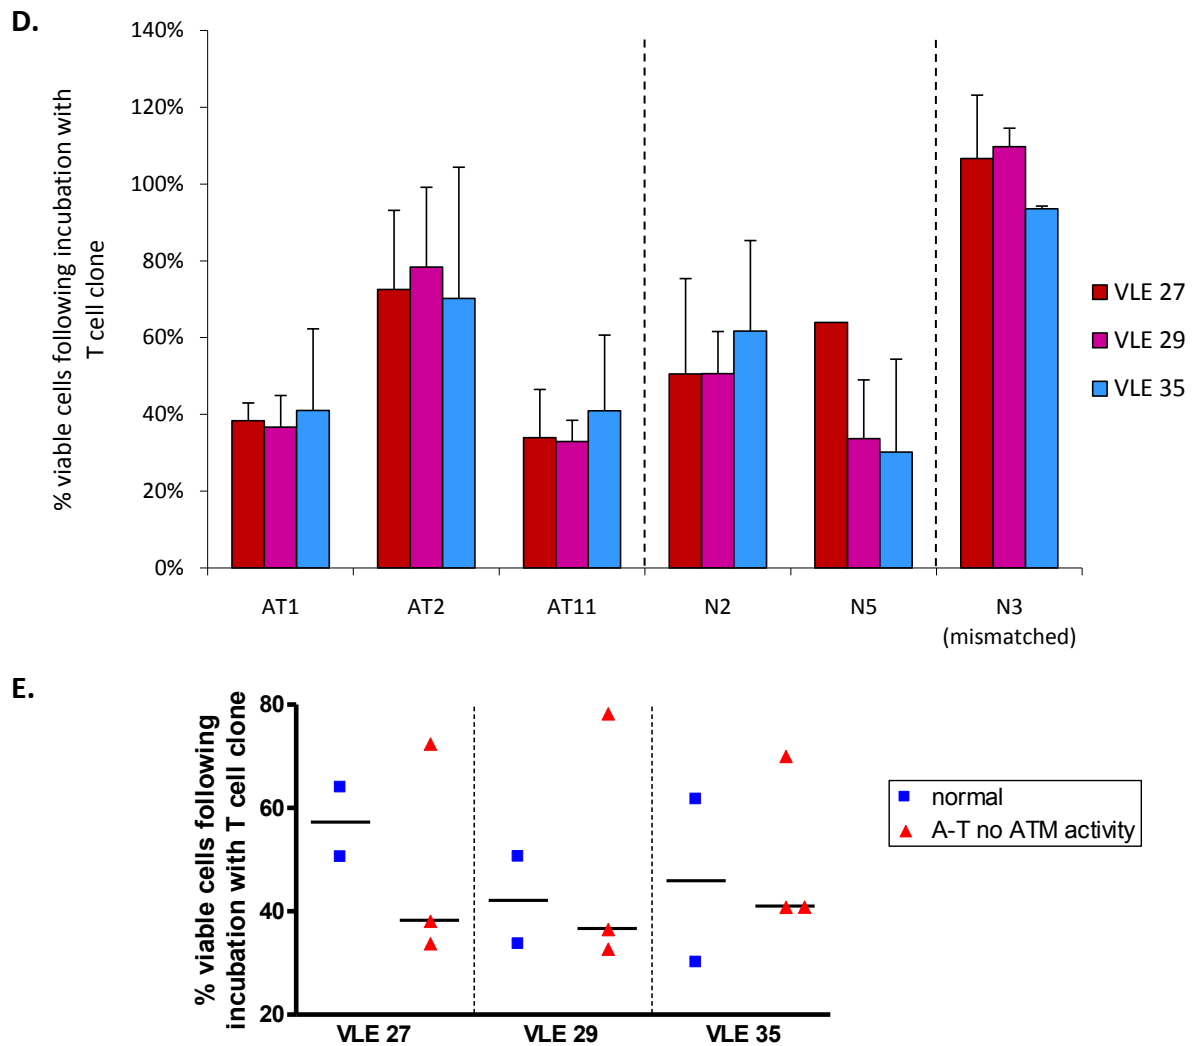 D.
140%
120%
100%
80%
60%
40%
20%
0%
% viable cells following incubation with
T cell clone
AT1
AT2
AT11
N2
N5
N3
(mismatched)
VLE 27
VLE 29
VLE 35
E.
80
60
40
20
% viable cells following
incubation with T cell clone
VLE 27
VLE 29
VLE 35
normal
A-T no ATM activity